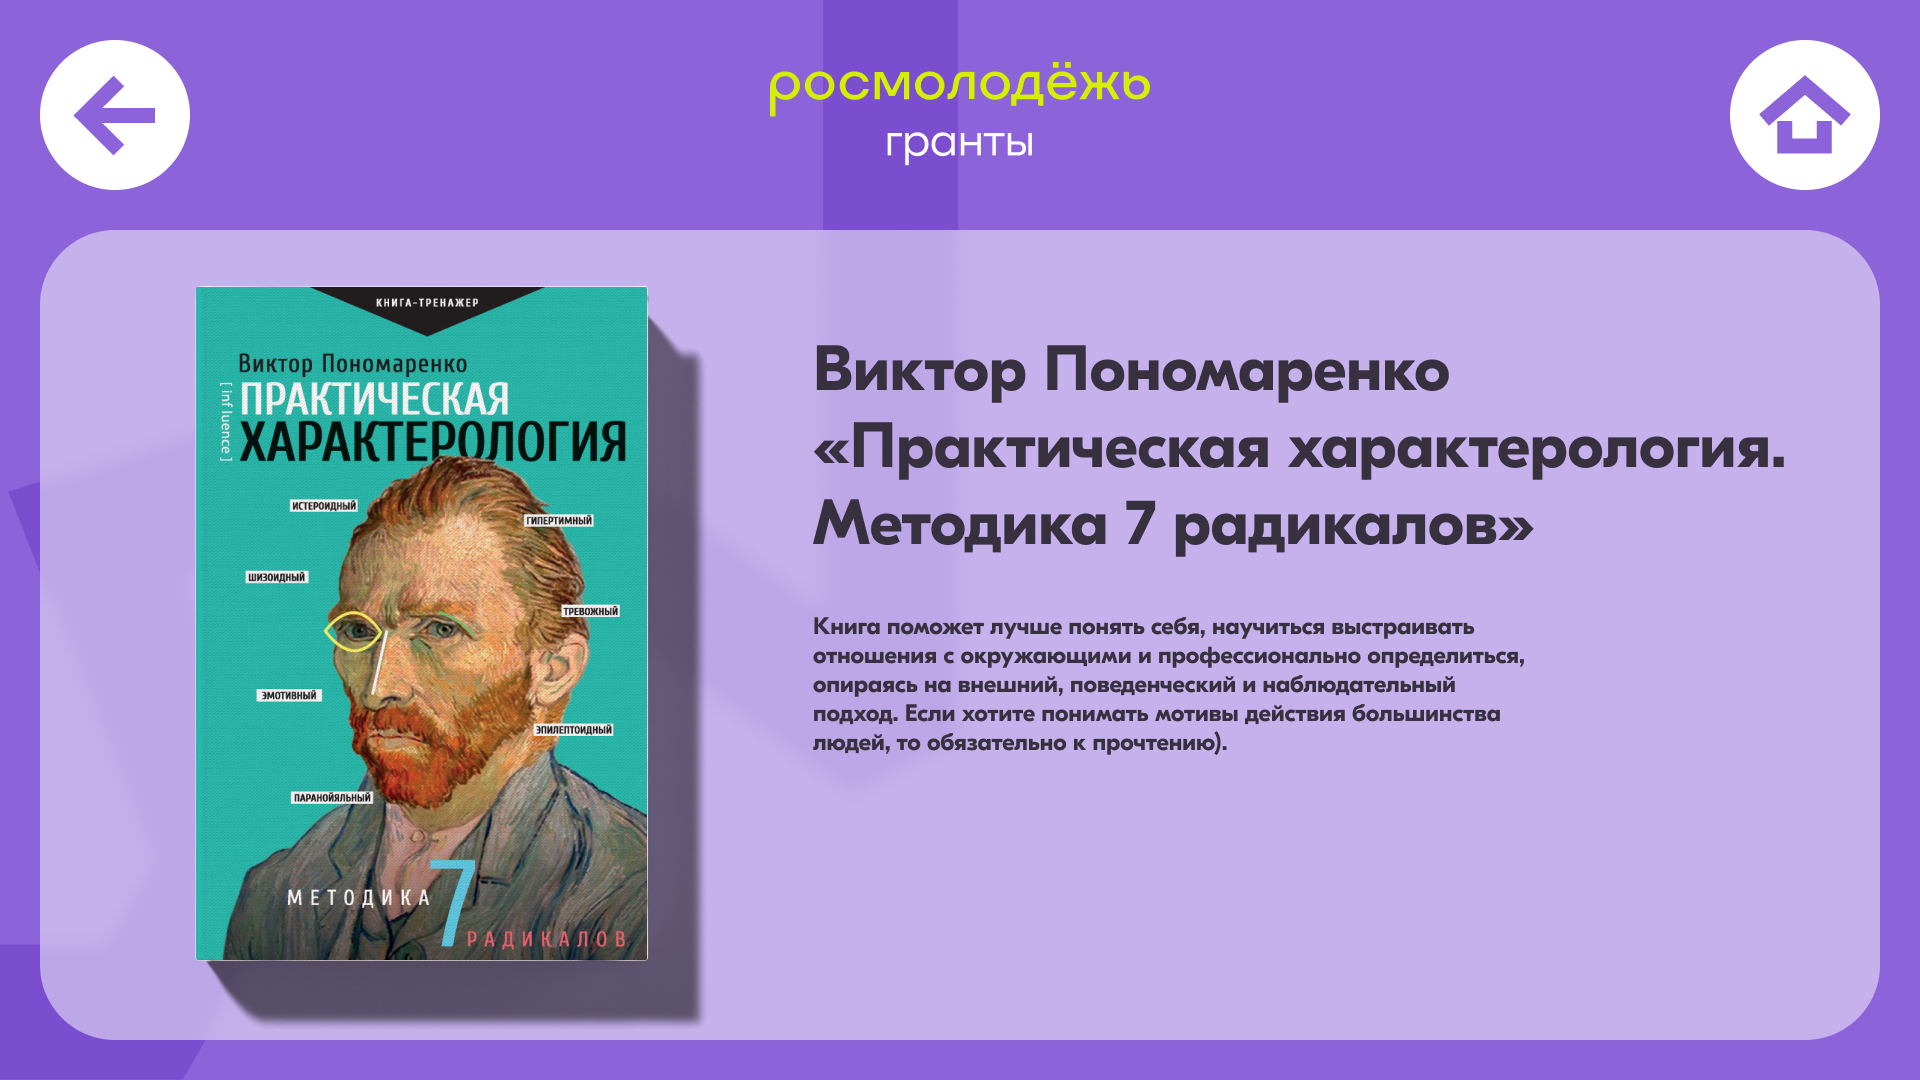 росмолодёжь
гранты
КНИГА-ТРЕНАЖЕР
Виктор Пономаренко
[influence]
ПРАКТИЧЕСКАЯ
ХАРАКТЕРОЛОГИЯ
ИСТЕРОИДНЫЙ
ГИПЕРТИМНЫЙ
ШИЗОИДНЫЙ
ТРЕВОЖНЫЙ
ЭМОТИВНЫЙ
ЭПИЛЕПТОИДНЫЙ
ПАРАНОЙЯЛЬНЫЙ
МЕТОДИКА 7
РАДИКАЛОВ
Виктор Пономаренко
«Практическая характерология.
Методика 7 радикалов»
Книга поможет лучше понять себя, научиться выстраивать
отношения с окружающими и профессионально определиться,
опираясь на внешний, поведенческий и наблюдательный
подход. Если хотите понимать мотивы действия большинства
людей, то обязательно к прочтению).